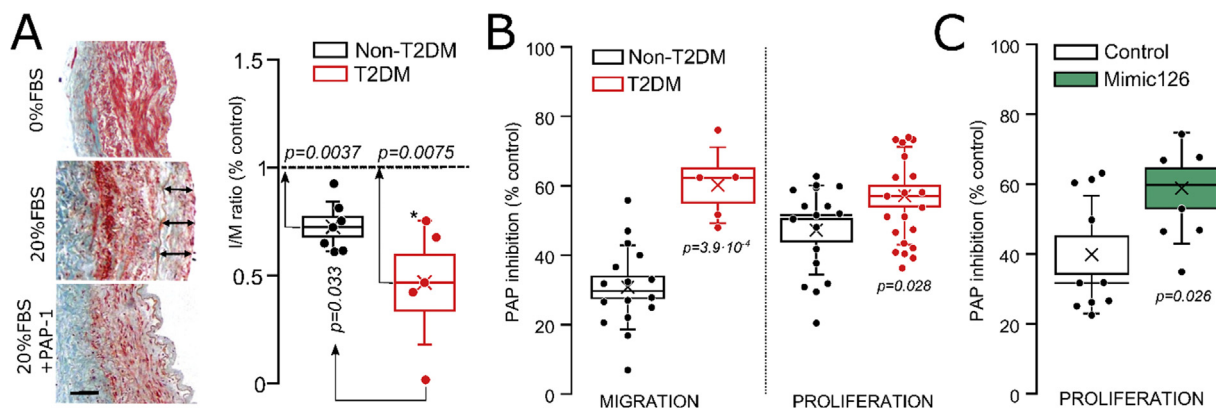 A
0%FBS
20%FBS
20%FBS
+PAP-1
I/M ratio (% control)
1.5
1
0.5
0
Non-T2DM
T2DM
p=0.0037
p=0.0075
*
p=0.033
B
PAP inhibition (% control)
100
80
60
40
20
0
Non-T2DM
T2DM
p=3.9·10-4
p=0.028
MIGRATION
PROLIFERATION
C
PAP inhibition (% control)
100
80
60
40
20
0
Control
Mimic126
p=0.026
PROLIFERATION